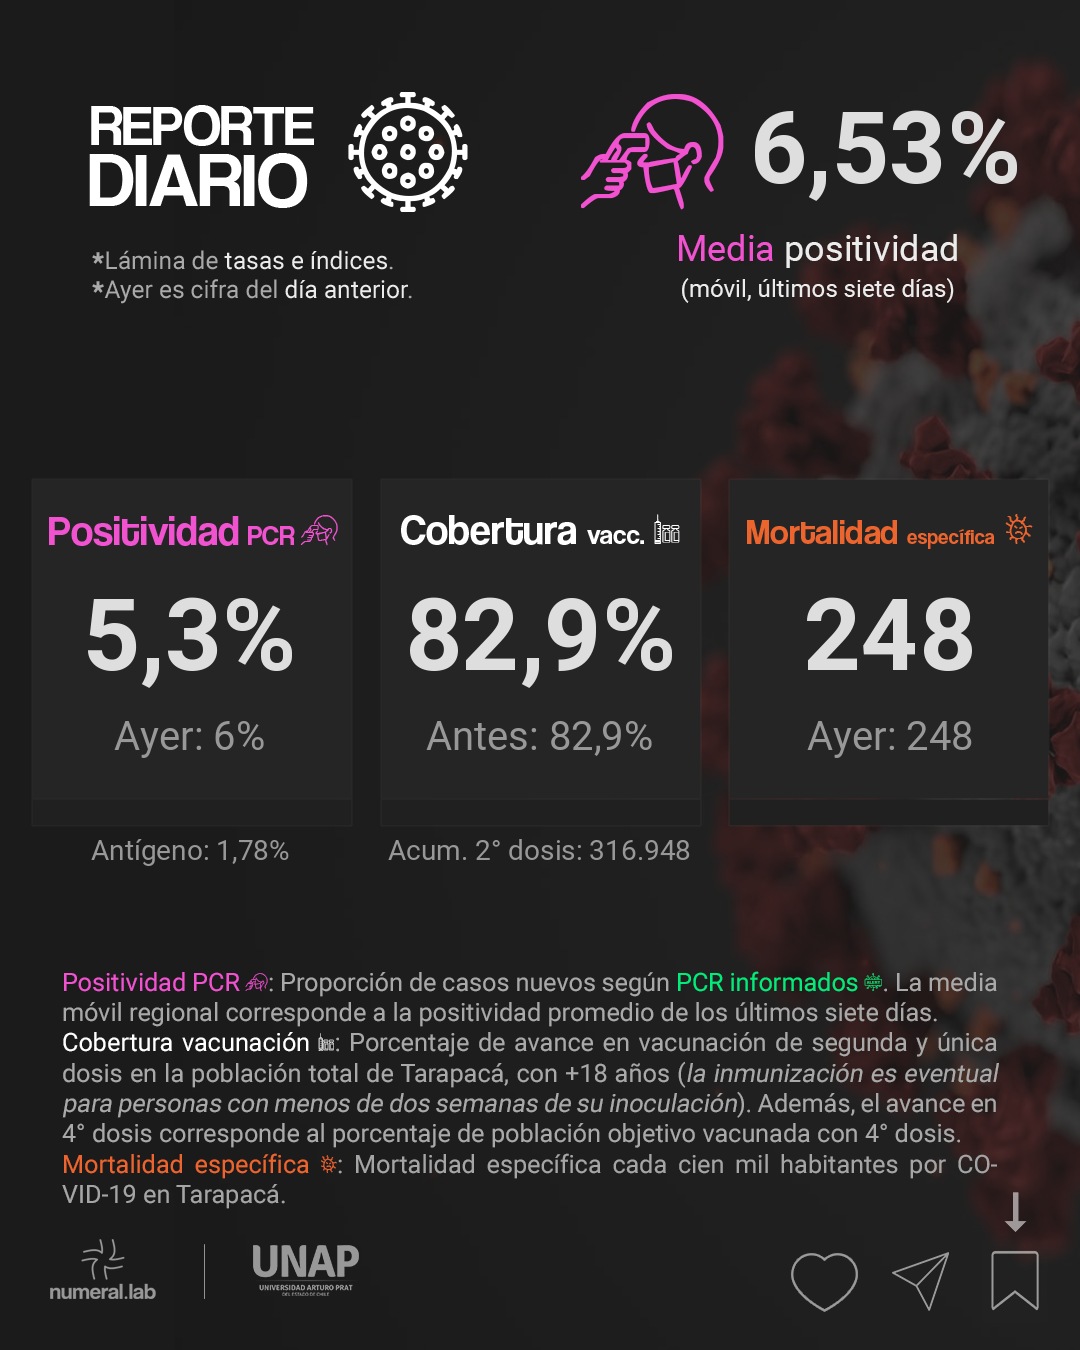 REPORTE
DIARIO
*Lámina de tasas e índices.
*Ayer es cifra del día anterior.
6,53%
Media positividad
(móvil, últimos siete días)
Positividad PCR
5,3%
Ayer: 6%
Antígeno: 1,78%
Cobertura vacc.
82,9%
Antes: 82,9%
Acum. 2° dosis: 316.948
Mortalidad específica
248
Ayer: 248
Positividad PCR : Proporción de casos nuevos según PCR informados . La media
móvil regional corresponde a la positividad promedio de los últimos siete días.
Cobertura vacunación : Porcentaje de avance en vacunación de segunda y única
dosis en la población total de Tarapacá, con +18 años (la inmunización es eventual
para personas con menos de dos semanas de su inoculación). Además, el avance en
4° dosis corresponde al porcentaje de población objetivo vacunada con 4° dosis.
Mortalidad específica : Mortalidad específica cada cien mil habitantes por CO-
VID-19 en Tarapacá.
numeral.lab
UNAP
UNIVERSIDAD ARTURO PRAT
DEL ESTADO DE CHILE